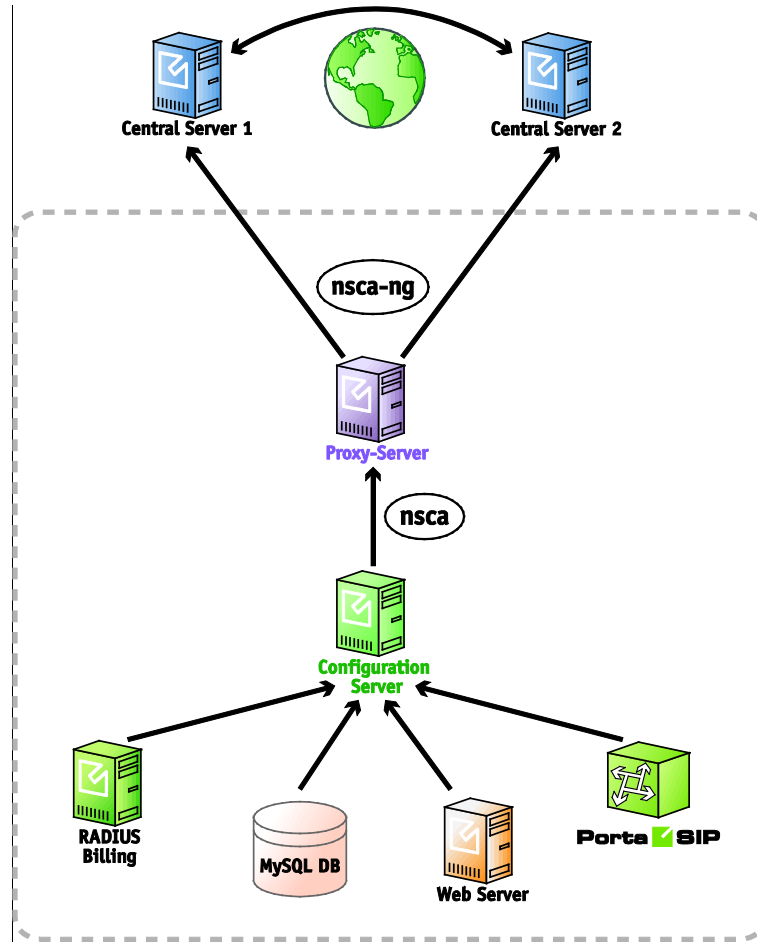 Central Server 1
Central Server 2
nsca-ng
Proxy-Server
nsca
Configuration
Server
RADIUS
Billing
MySQL DB
Web Server
Porta SIP